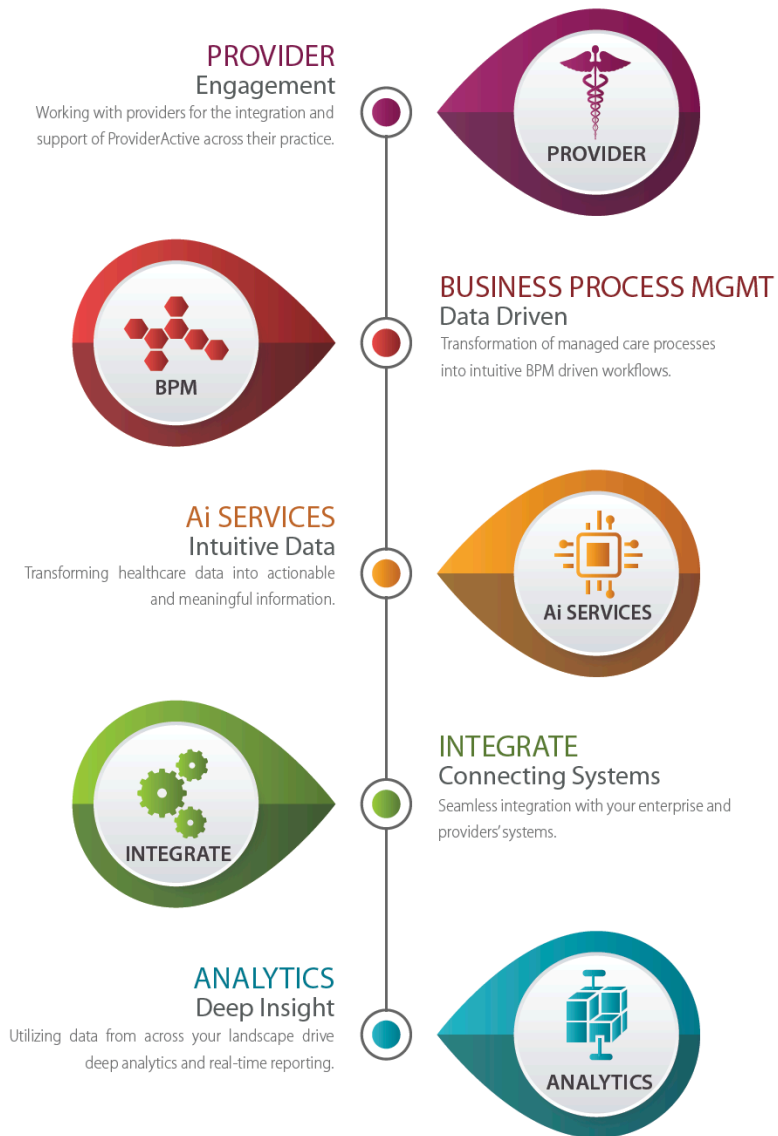 PROVIDER
Engagement
Working with providers for the integration and
support of ProviderActive across their practice.
PROVIDER
BPM
BUSINESS PROCESS MGMT
Data Driven
Transformation of managed care processes
into intuitive BPM driven workflows.
Ai SERVICES
Intuitive Data
Transforming healthcare data into actionable
and meaningful information.
Ai SERVICES
INTEGRATE
INTEGRATE
Connecting Systems
Seamless integration with your enterprise and
providers' systems.
ANALYTICS
Deep Insight
Utilizing data from across your landscape drive
deep analytics and real-time reporting.
ANALYTICS